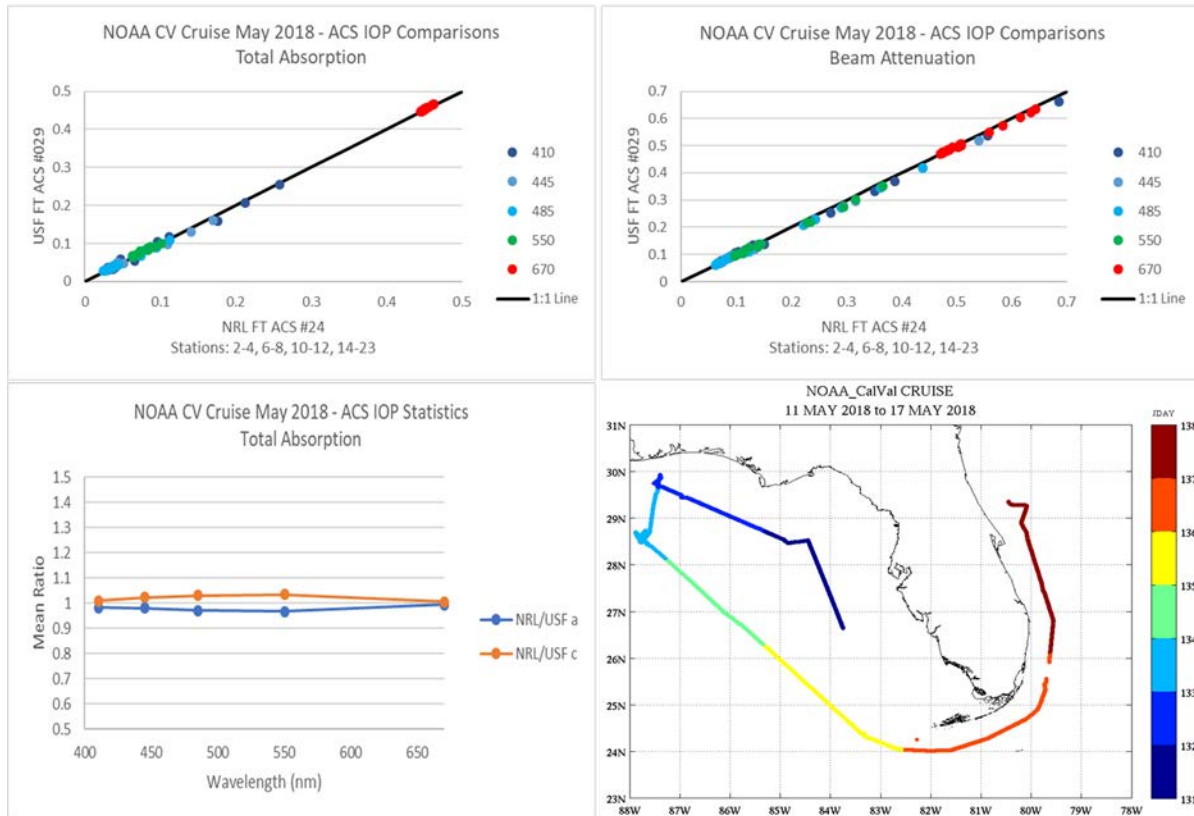 NOAA CV Cruise May 2018 - ACS IOP Comparisons
Total Absorption
USF FT ACS #029
0.5
0.4
0.3
0.2
0.1
0
0 0.1 0.2 0.3 0.4 0.5
410
445
485
550
670
1:1 Line
NRL FT ACS #24
Stations: 2-4, 6-8, 10-12, 14-23
NOAA CV Cruise May 2018 - ACS IOP Comparisons
Beam Attenuation
USF FT ACS #029
0.7
0.6
0.5
0.4
0.3
0.2
0.1
0
0 0.1 0.2 0.3 0.4 0.5 0.6 0.7
410
445
485
550
670
1:1 Line
NRL FT ACS #24
Stations: 2-4, 6-8, 10-12, 14-23
NOAA CV Cruise May 2018 - ACS IOP Statistics
Total Absorption
Mean Ratio
1.5
1.4
1.3
1.2
1.1
1
0.9
0.8
0.7
0.6
0.5
400 450 500 550 600 650
NRL/USF a
NRL/USF c
Wavelength (nm)
NOAA_CalVal CRUISE
11 MAY 2018 to 17 MAY 2018
JDAY
31N
30N
29N
28N
27N
26N
25N
24N
23N
88W 87W 86W 85W 84W 83W 82W 81W 80W 79W 78W
138
137
136
135
134
133
132
131